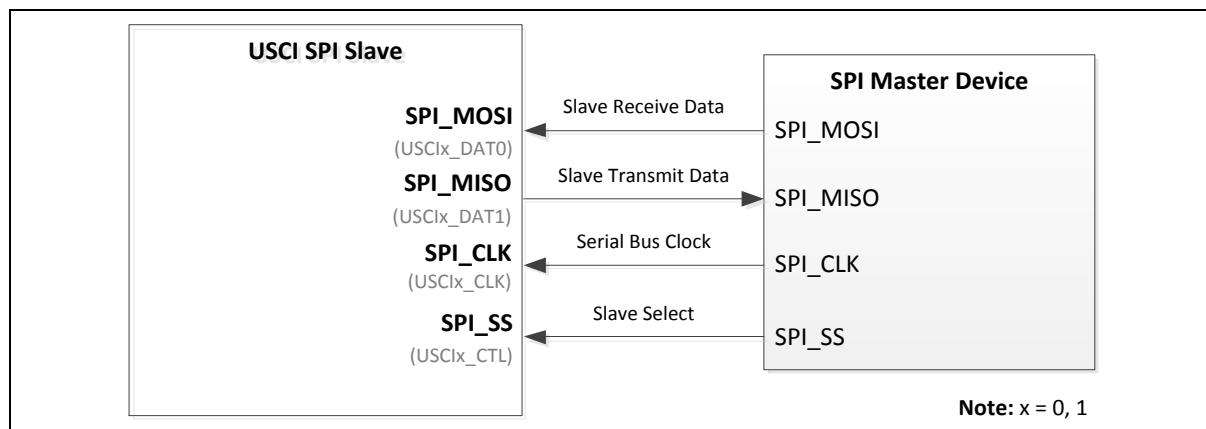 USCI SPI Slave
SPI Master Device
SPI_MOSI
(USCIx_DAT0)
Slave Receive Data
SPI_MOSI
SPI_MISO
(USCIx_DAT1)
Slave Transmit Data
SPI_MISO
SPI_CLK
(USCIx_CLK)
Serial Bus Clock
SPI_CLK
SPI_SS
(USCIx_CTL)
Slave Select
SPI_SS
Note: x = 0, 1